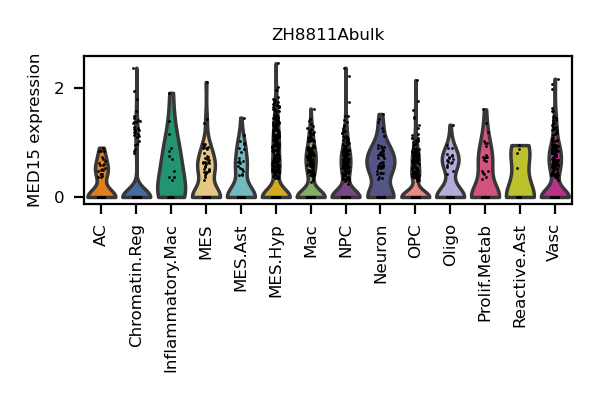 ZH8811Abulk
MED15 expression
2
0
AC
Chromatin.Reg
Inflammatory.Mac
MES
MES.Ast
MES.Hyp
Mac
NPC
Neuron
OPC
Oligo
Prolif.Metab
Reactive.Ast
Vasc